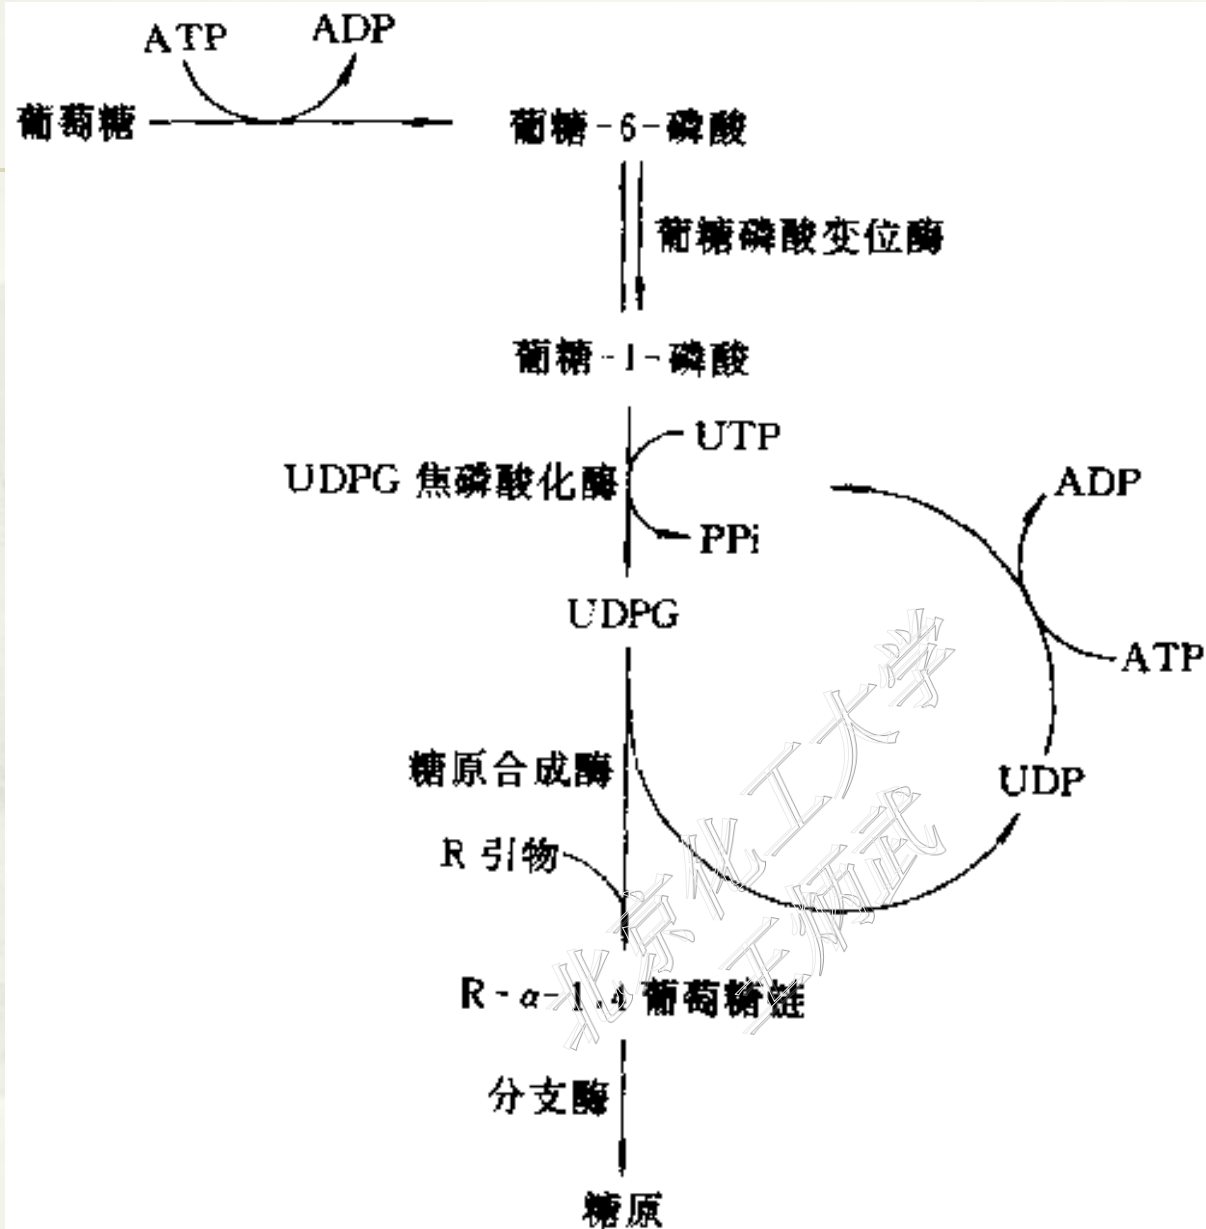 ATP ADP
葡萄糖 葡糖-6-磷酸
葡糖磷酸变位酶
葡糖-1-磷酸
UTP
UDPG 焦磷酸化酶
ADP
PPi
UDPG
ATP
糖原合成酶
UDP
R 引物
R-α-1,4 葡萄糖链
分支酶
糖原
北京化工大学
王炳武